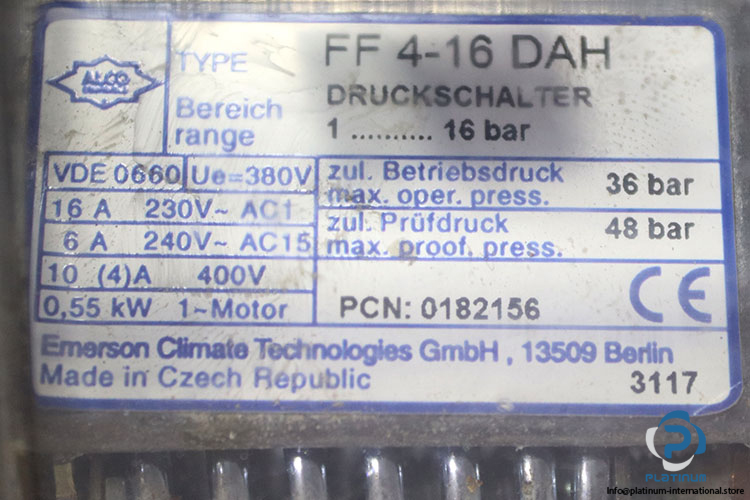 ALCO
TYPE FF 4-16 DAH
DRUCKSCHALTER
Bereich
range 1 .......... 16 bar
VDE 0660 Ue=380V
16 A 230V~ AC1
6 A 240V~ AC15
10 (4)A 400V
0,55 kW 1~Motor
zul. Betriebsdruck
max. oper. press. 36 bar
zul. Prüfdruck
max. proof. press. 48 bar
PCN: 0182156 CE
Emerson Climate Technologies GmbH , 13509 Berlin
Made in Czech Republic 3117
PLATINUM
Info@platinum-international.store